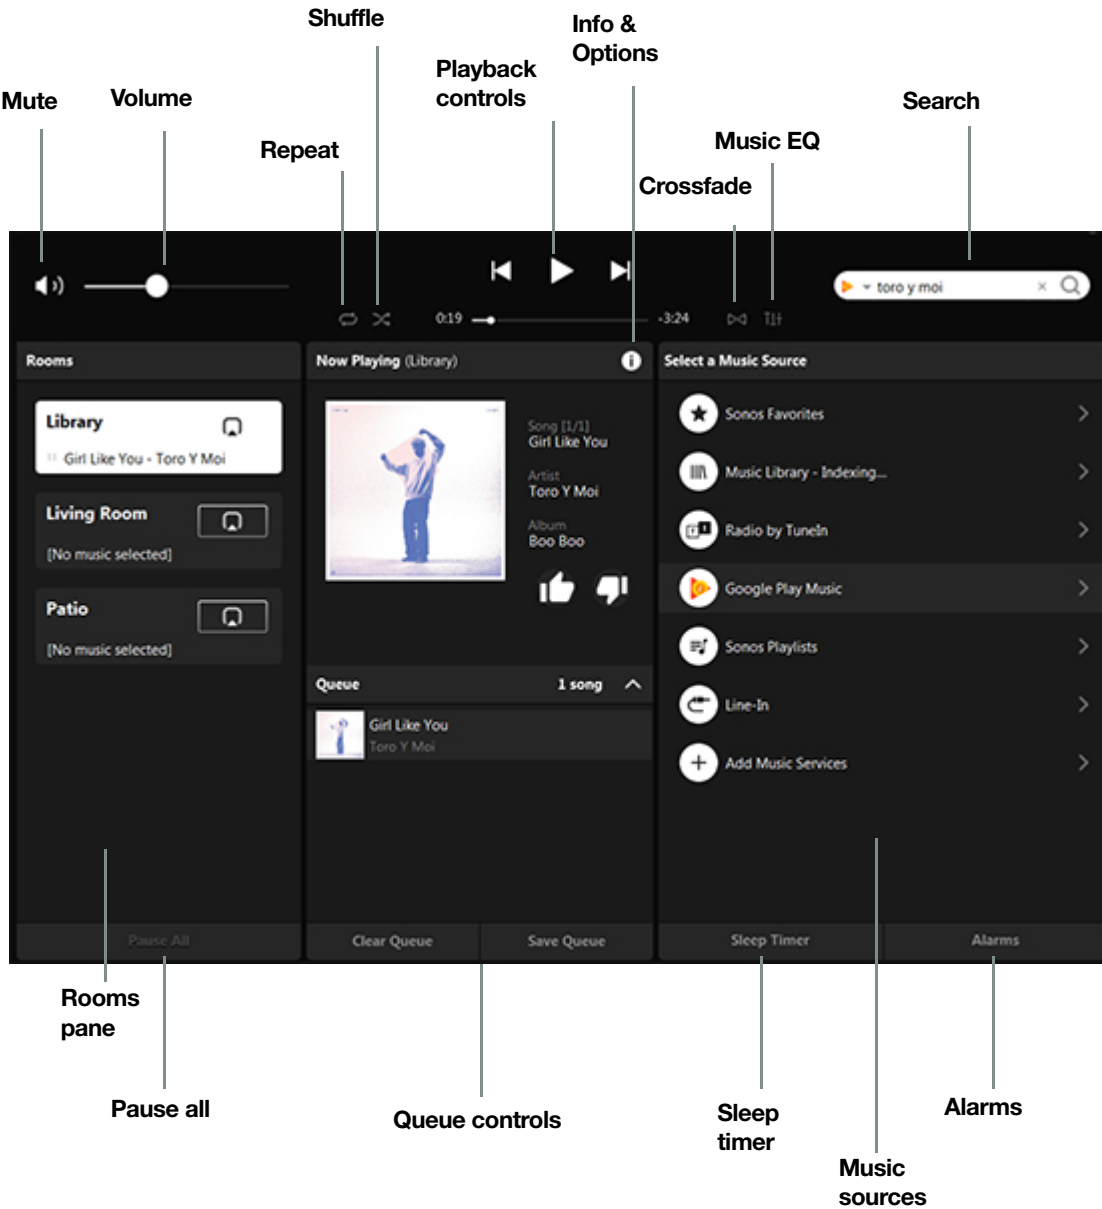 Shuffle
Info &
Options
Playback
controls
Mute
Volume
Search
Repeat
Music EQ
Crossfade
toro y moi
0:19
-3:24
Rooms
Now Playing (Library)
Select a Music Source
Library
Girl Like You - Toro Y Moi
Living Room
[No music selected]
Patio
[No music selected]
Song [1/1]
Girl Like You
Artist
Toro Y Moi
Album
Boo Boo
Queue
1 song
Girl Like You
Toro Y Moi
Sonos Favorites
Music Library - Indexing...
Radio by TuneIn
Google Play Music
Sonos Playlists
Line-In
Add Music Services
Pause All
Clear Queue
Save Queue
Sleep Timer
Alarms
Rooms
pane
Pause all
Queue controls
Sleep
timer
Alarms
Music
sources